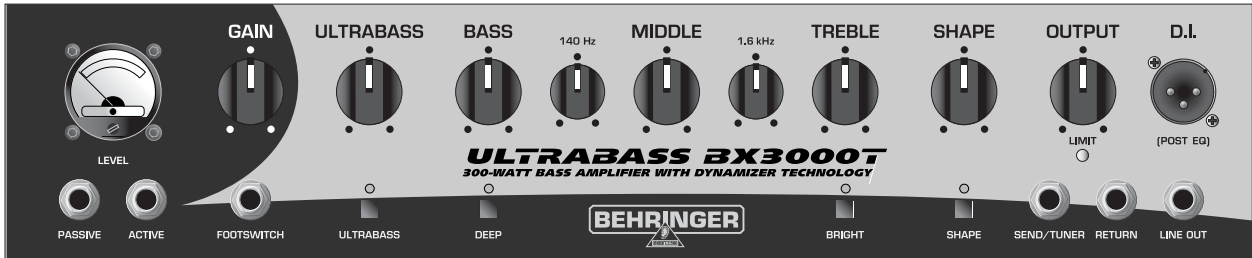 GAIN
ULTRABASS
BASS
140 Hz
MIDDLE
1.6 kHz
TREBLE
SHAPE
OUTPUT
D.I.
LEVEL
LIMIT
(POST EQ)
ULTRABASS BX3000T
300-WATT BASS AMPLIFIER WITH DYNAMIZER TECHNOLOGY
PASSIVE
ACTIVE
FOOTSWITCH
ULTRABASS
DEEP
BEHRINGER
BRIGHT
SHAPE
SEND/TUNER
RETURN
LINE OUT